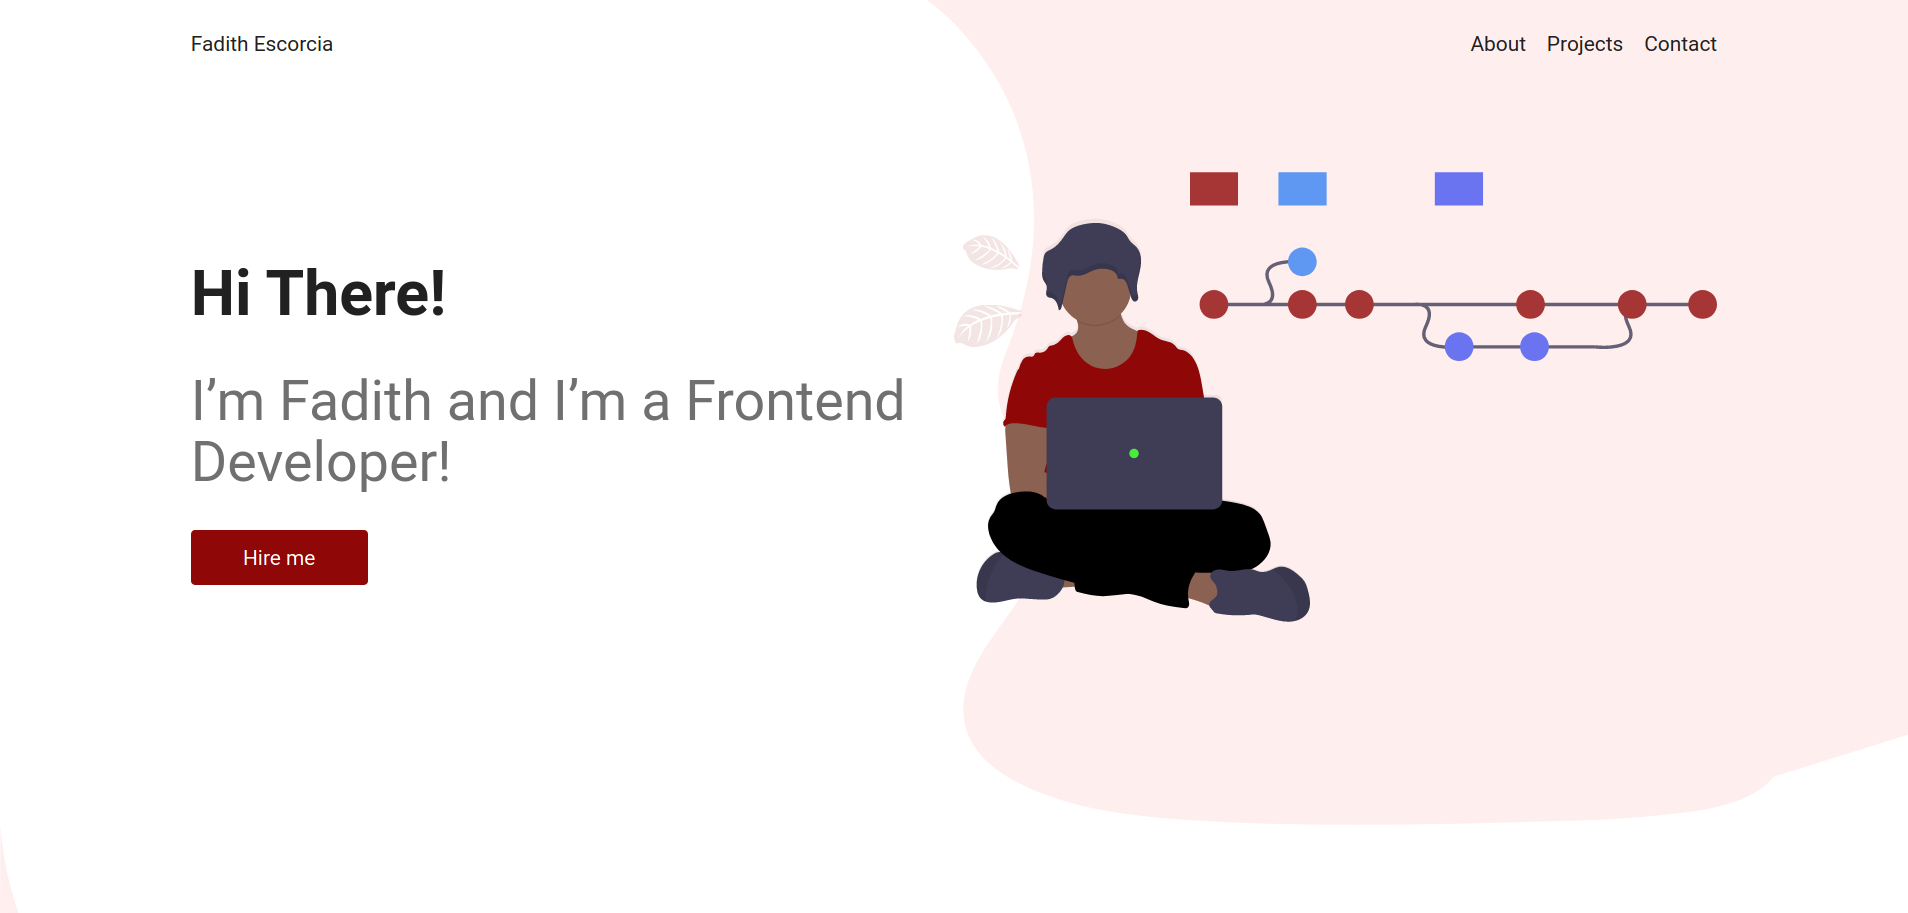 Fadith Escorcia
About Projects Contact
Hi There!
I’m Fadith and I’m a Frontend
Developer!
Hire me